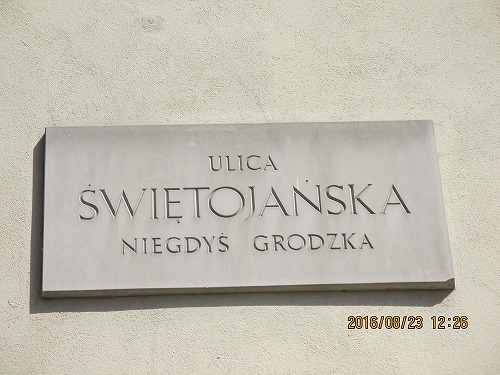 ULICA
ŚWIĘTOJAŃSKA
NIEGDYŚ GRODZKA
2016/08/23 12:26